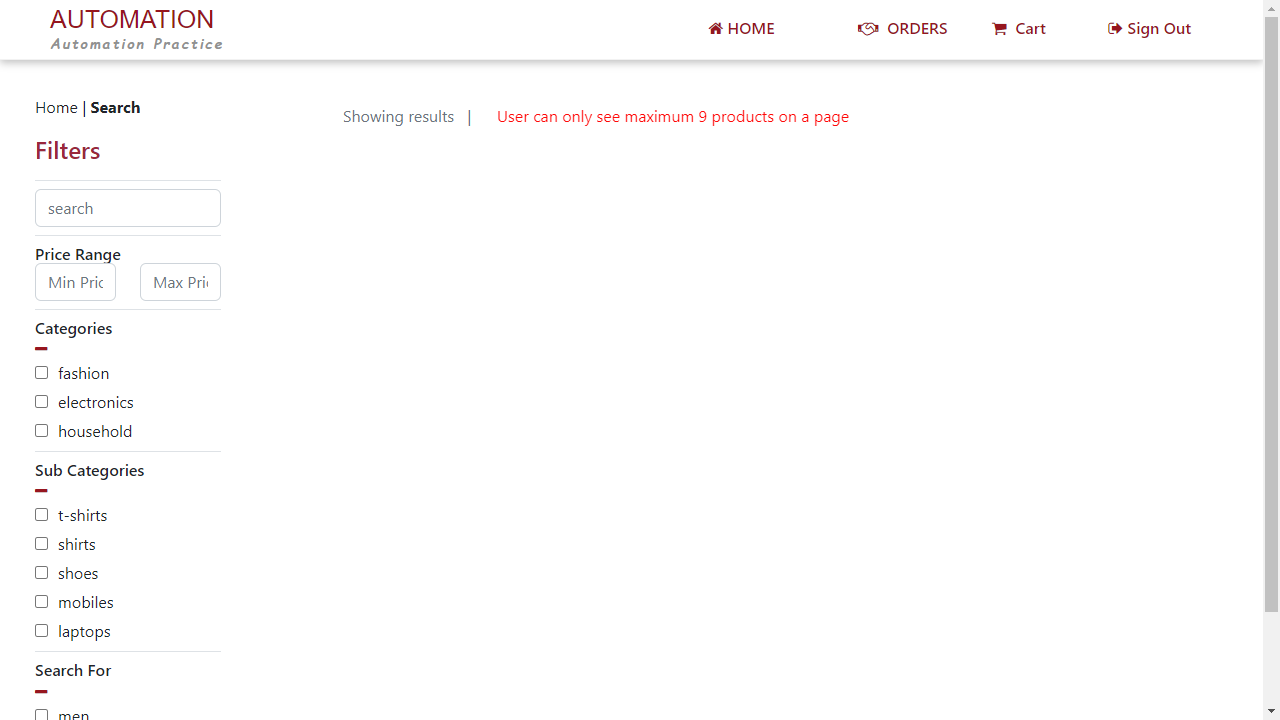 AUTOMATION
Automation Practice
HOME
ORDERS
Cart
Sign Out
Home | Search
Showing results |
User can only see maximum 9 products on a page
Filters
search
Price Range
Min Pric
Max Pri
Categories
fashion
electronics
household
Sub Categories
t-shirts
shirts
shoes
mobiles
laptops
Search For
men